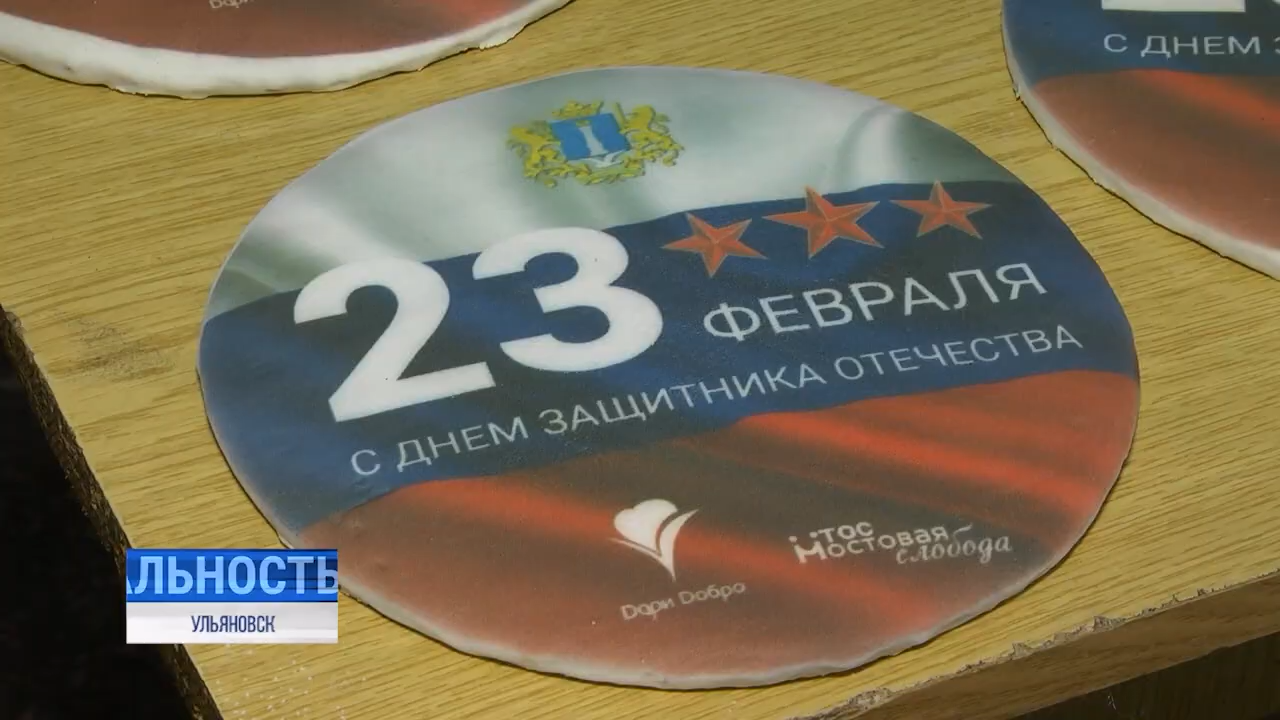 С ДНЕМ
23 ФЕВРАЛЯ
С ДНЕМ ЗАЩИТНИКА ОТЕЧЕСТВА
Дари Добро
ТОС
Мостовая
слобода
АЛЬНОСТЬ
УЛЬЯНОВСК